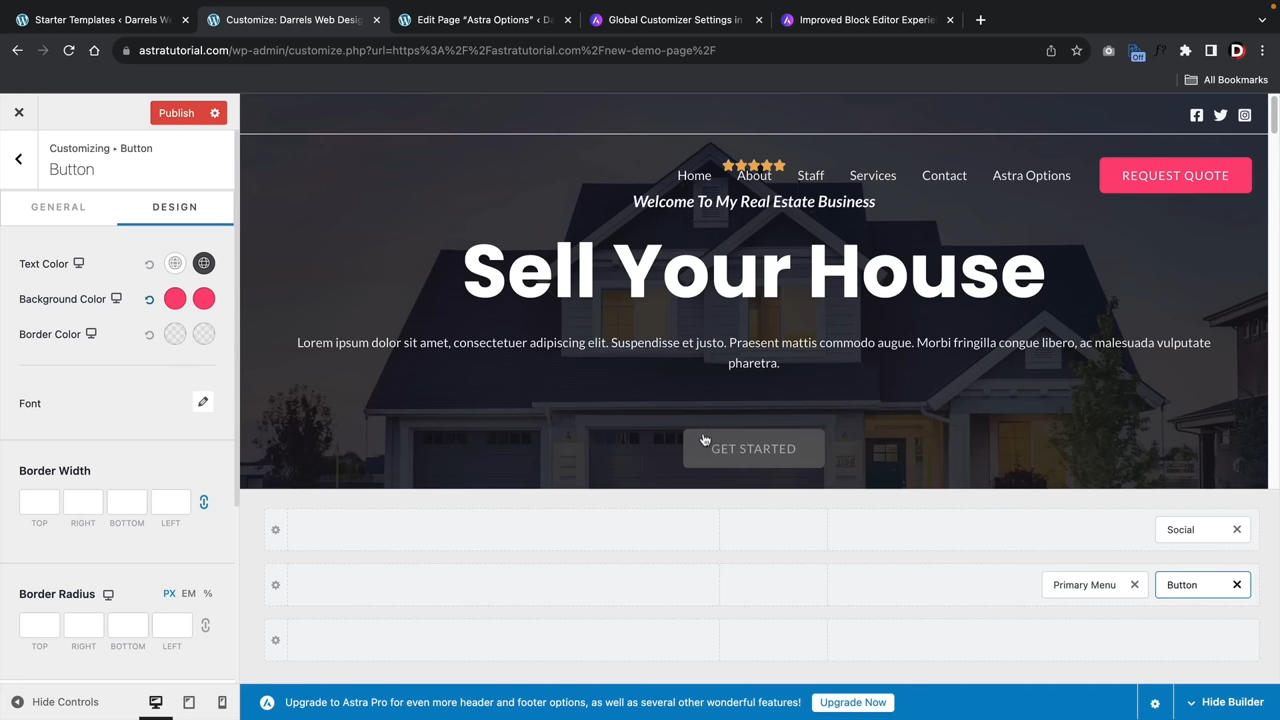 Starter Templates ‹ Darrels Web
Customize: Darrels Web Desig
Edit Page “Astra Options” ‹ Da
Global Customizer Settings in
Improved Block Editor Experie
astratutorial.com/wp-admin/customize.php?url=https%3A%2F%2Fastratutorial.com%2Fnew-demo-page%2F
Off
f?
D
All Bookmarks
Publish
Customizing ▸ Button
Button
GENERAL
DESIGN
Text Color
Background Color
Border Color
Font
Border Width
TOP RIGHT BOTTOM LEFT
Border Radius PX EM %
TOP RIGHT BOTTOM LEFT
Hide Controls
Home About Staff Services Contact Astra Options REQUEST QUOTE
Welcome To My Real Estate Business
Sell Your House
Lorem ipsum dolor sit amet, consectetuer adipiscing elit. Suspendisse et justo. Praesent mattis commodo augue. Morbi fringilla congue libero, ac malesuada vulputate
pharetra.
GET STARTED
Social
Primary Menu
Button
Upgrade to Astra Pro for even more header and footer options, as well as several other wonderful features! Upgrade Now
Hide Builder